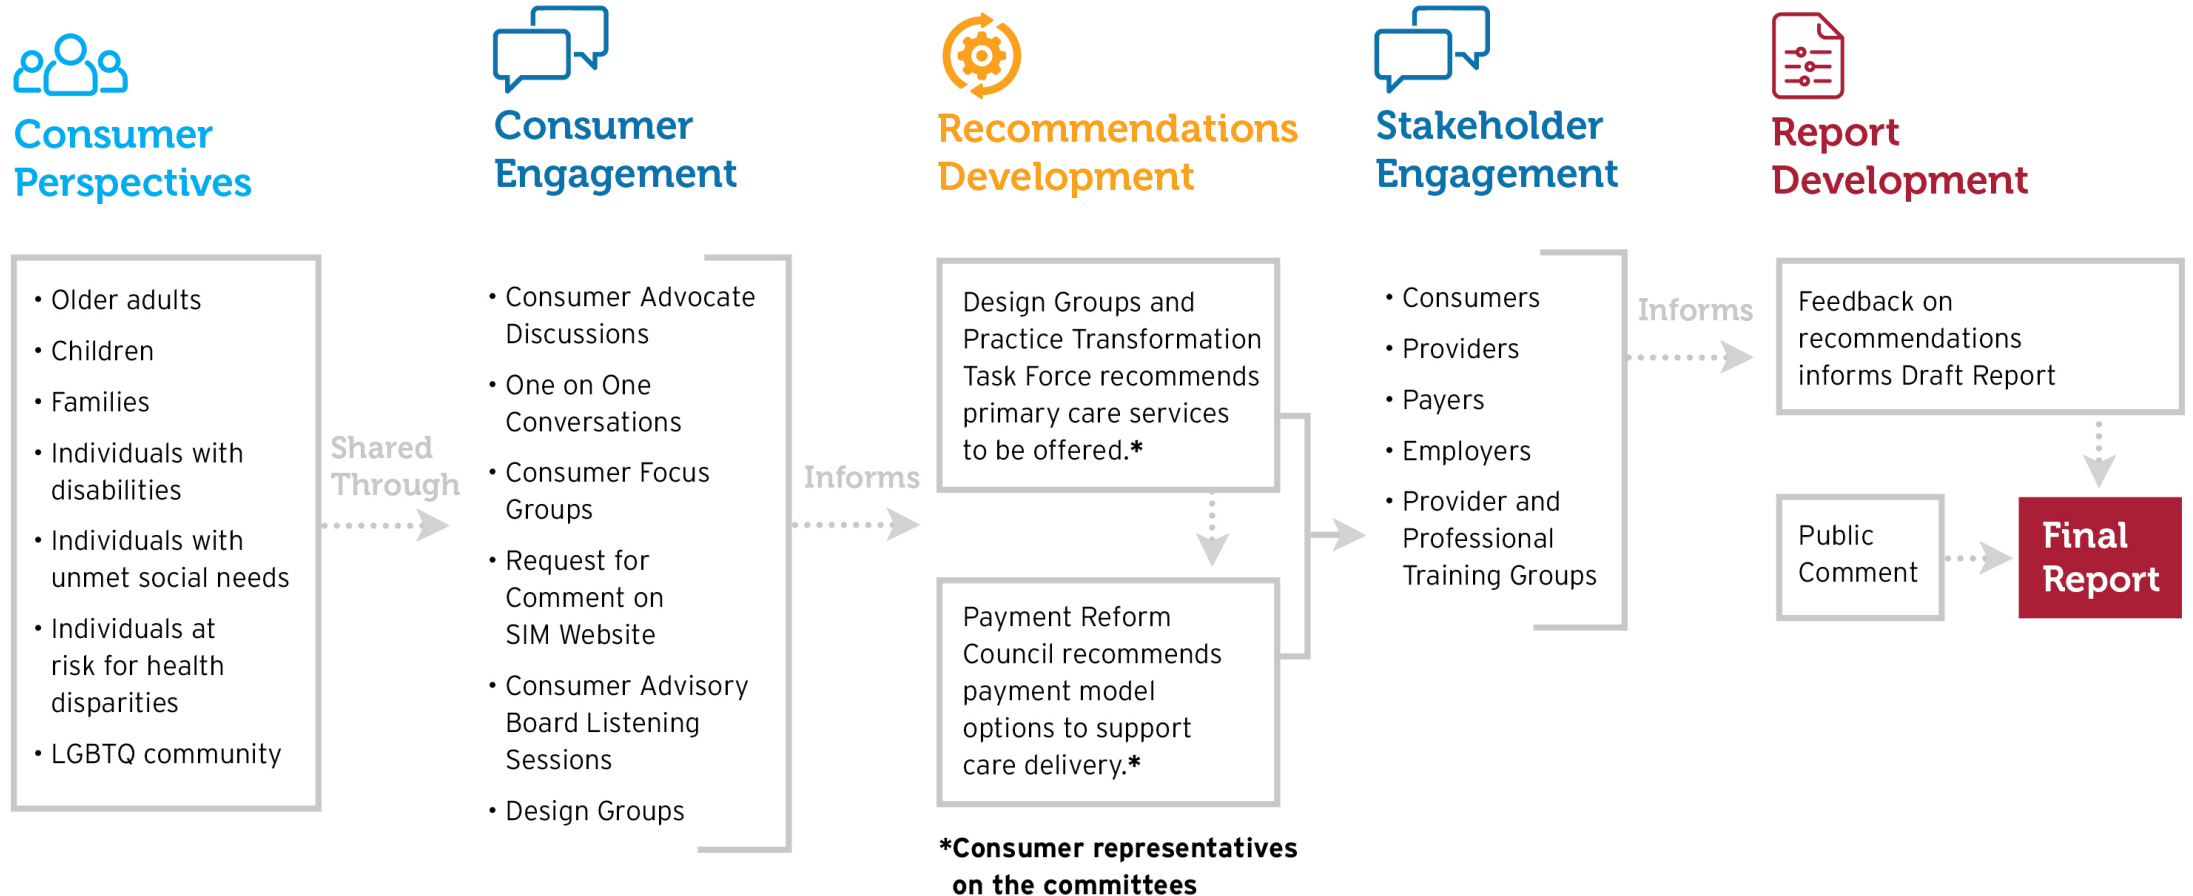 Consumer
Perspectives
• Older adults
• Children
• Families
• Individuals with
disabilities
• Individuals with
unmet social needs
• Individuals at
risk for health
disparities
• LGBTQ community
Shared
Through
Consumer
Engagement
• Consumer Advocate
Discussions
• One on One
Conversations
• Consumer Focus
Groups
• Request for
Comment on
SIM Website
• Consumer Advisory
Board Listening
Sessions
• Design Groups
Informs
Recommendations
Development
Design Groups and
Practice Transformation
Task Force recommends
primary care services
to be offered.*
Payment Reform
Council recommends
payment model
options to support
care delivery.*
*Consumer representatives
on the committees
Stakeholder
Engagement
• Consumers
• Providers
• Payers
• Employers
• Provider and
Professional
Training Groups
Informs
Report
Development
Feedback on
recommendations
informs Draft Report
Public
Comment
Final
Report